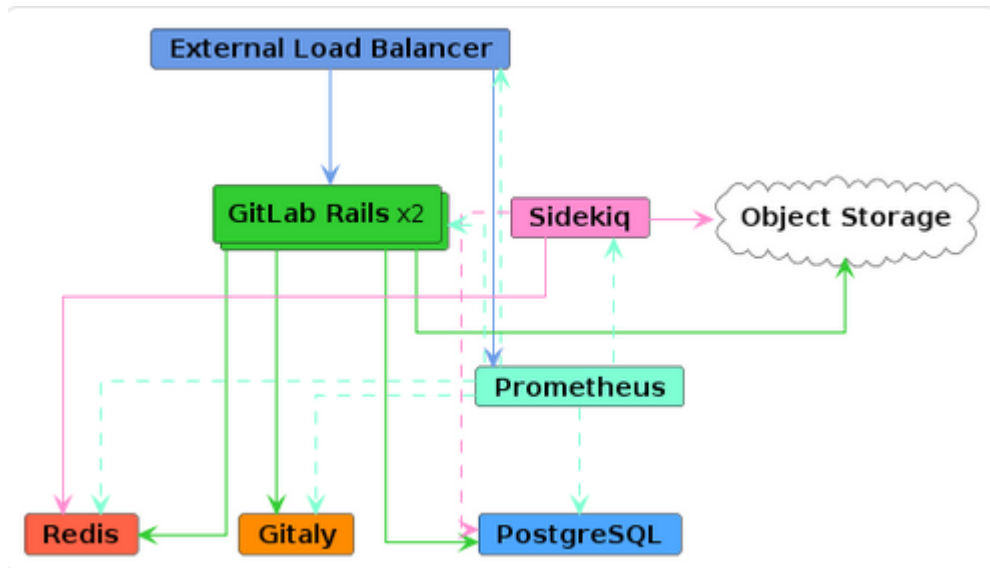 External Load Balancer
GitLab Rails x2
Sidekiq
Object Storage
Prometheus
Redis
Gitaly
PostgreSQL